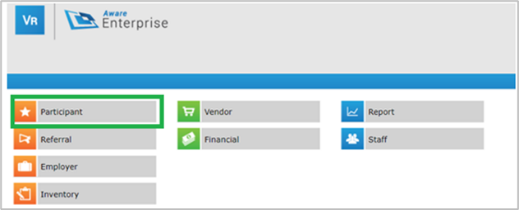 VR
Aware
Enterprise
Participant
Vendor
Report
Referral
Financial
Staff
Employer
Inventory